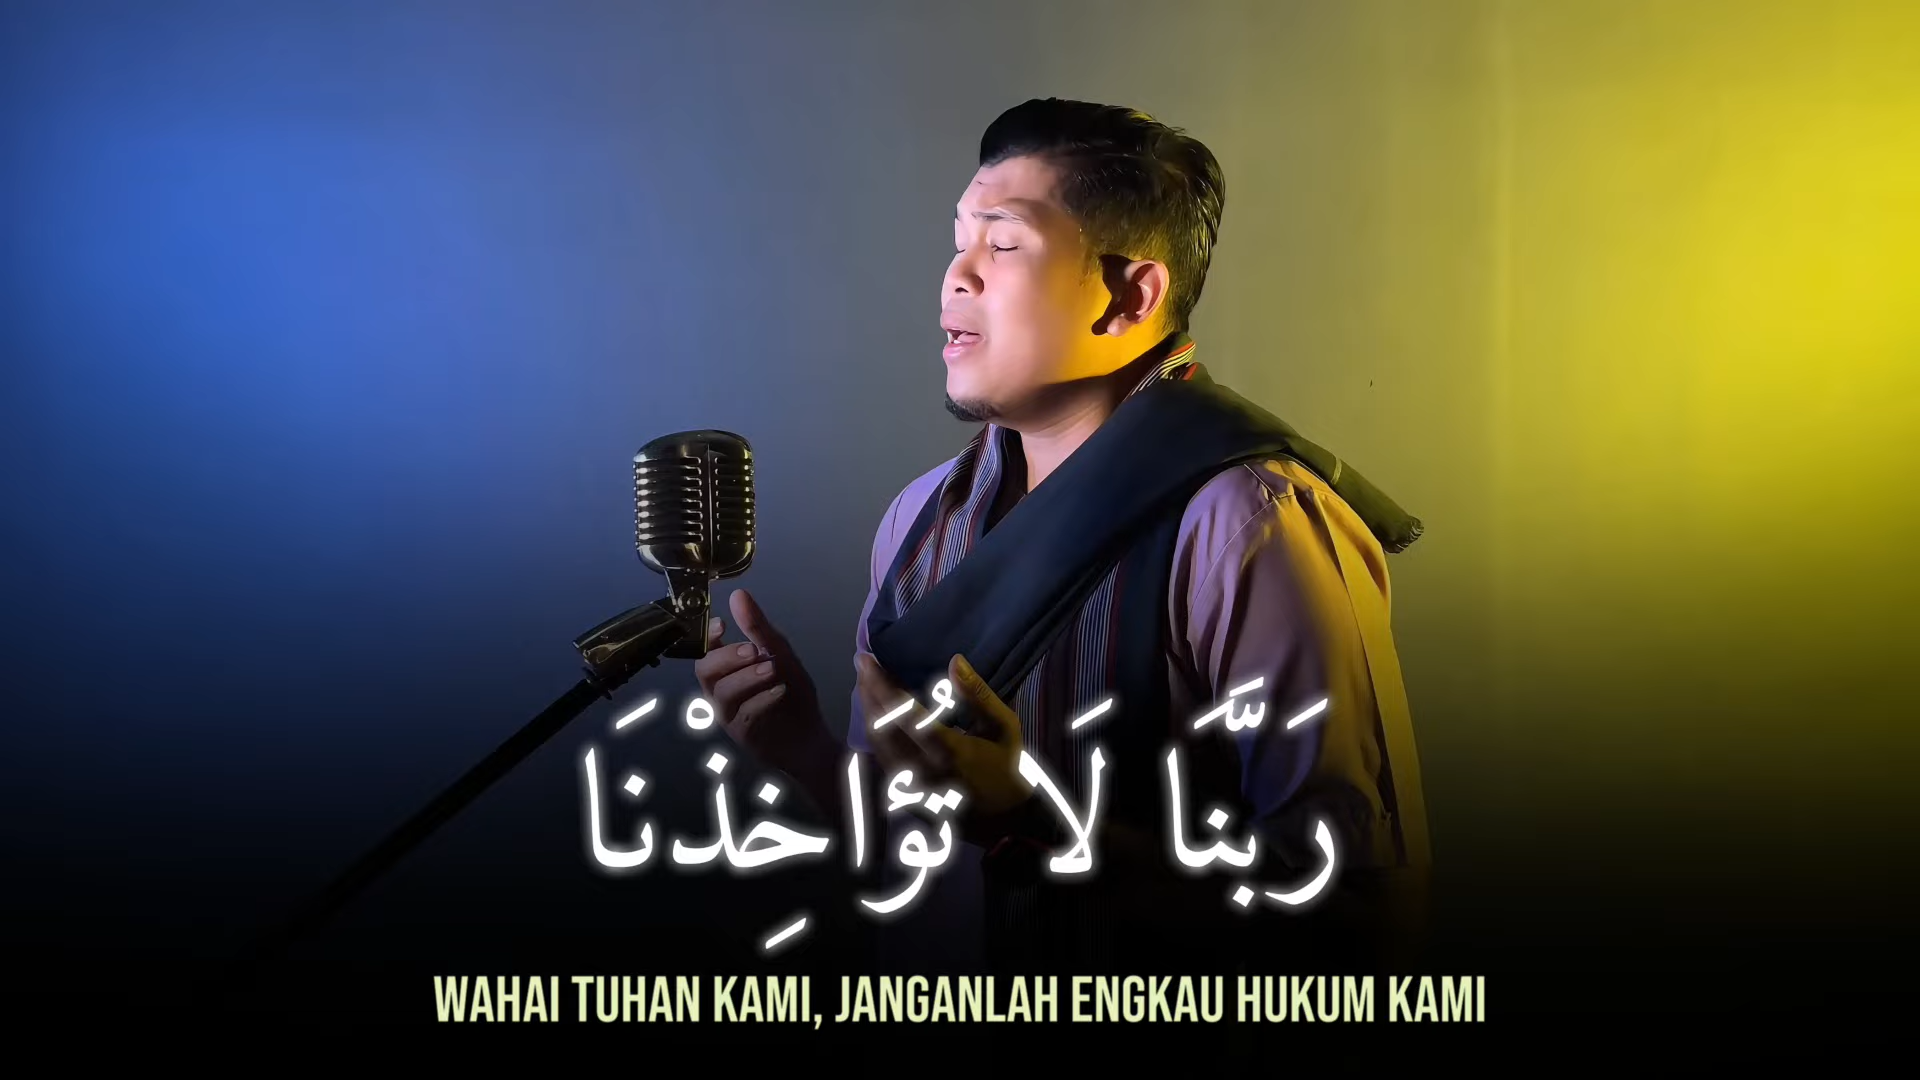 رَبَّنَا لَا تُؤَاخِذْنَا
WAHAI TUHAN KAMI, JANGANLAH ENGKAU HUKUM KAMI